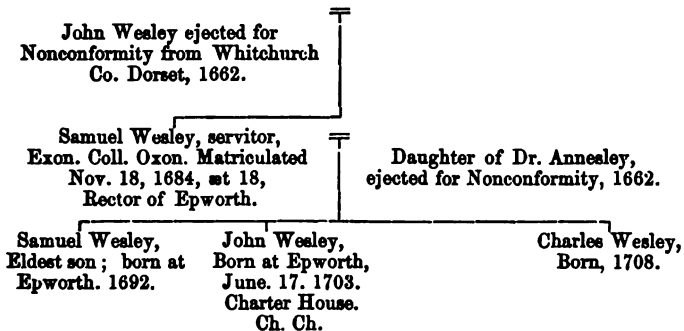 John Wesley ejected for
Nonconformity from Whitchurch
Co. Dorset, 1662.
Samuel Wesley, servitor,
Exon. Coll. Oxon. Matriculated
Nov. 18, 1684, æt 18,
Rector of Epworth.
Daughter of Dr. Annesley,
ejected for Nonconformity, 1662.
Samuel Wesley,
Eldest son; born at
Epworth. 1692.
John Wesley,
Born at Epworth,
June. 17. 1703.
Charter House.
Ch. Ch.
Charles Wesley,
Born, 1708.